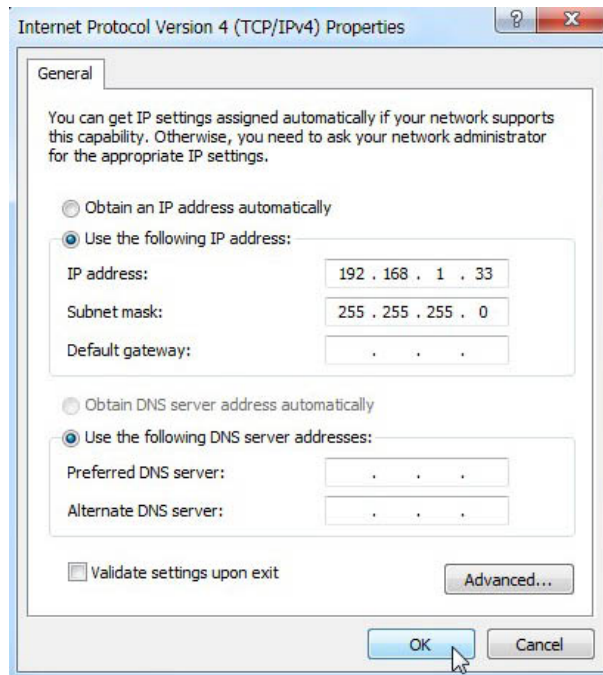 Internet Protocol Version 4 (TCP/IPv4) Properties
?
X
General
You can get IP settings assigned automatically if your network supports
this capability. Otherwise, you need to ask your network administrator
for the appropriate IP settings.
Obtain an IP address automatically
Use the following IP address:
IP address: 192 . 168 . 1 . 33
Subnet mask: 255 . 255 . 255 . 0
Default gateway: . . .
Obtain DNS server address automatically
Use the following DNS server addresses:
Preferred DNS server: . . .
Alternate DNS server: . . .
Validate settings upon exit
Advanced...
OK Cancel